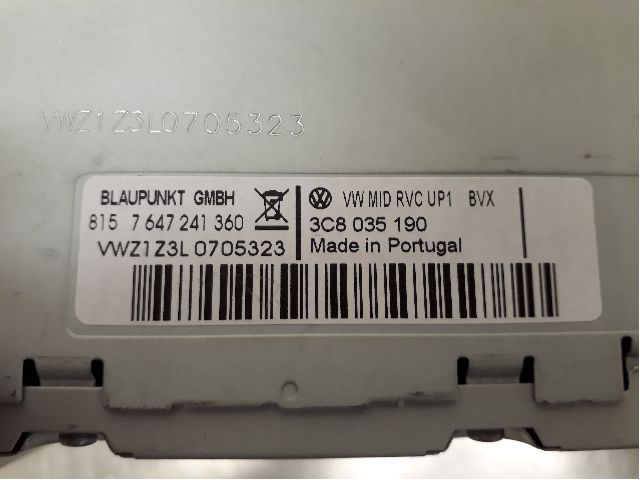 VWZ1Z3L0705323
BLAUPUNKT GMBH
815 7 647 241 360
VWZ1Z3L 0705323
VW MID RVC UP1 BVX
3C8 035 190
Made in Portugal